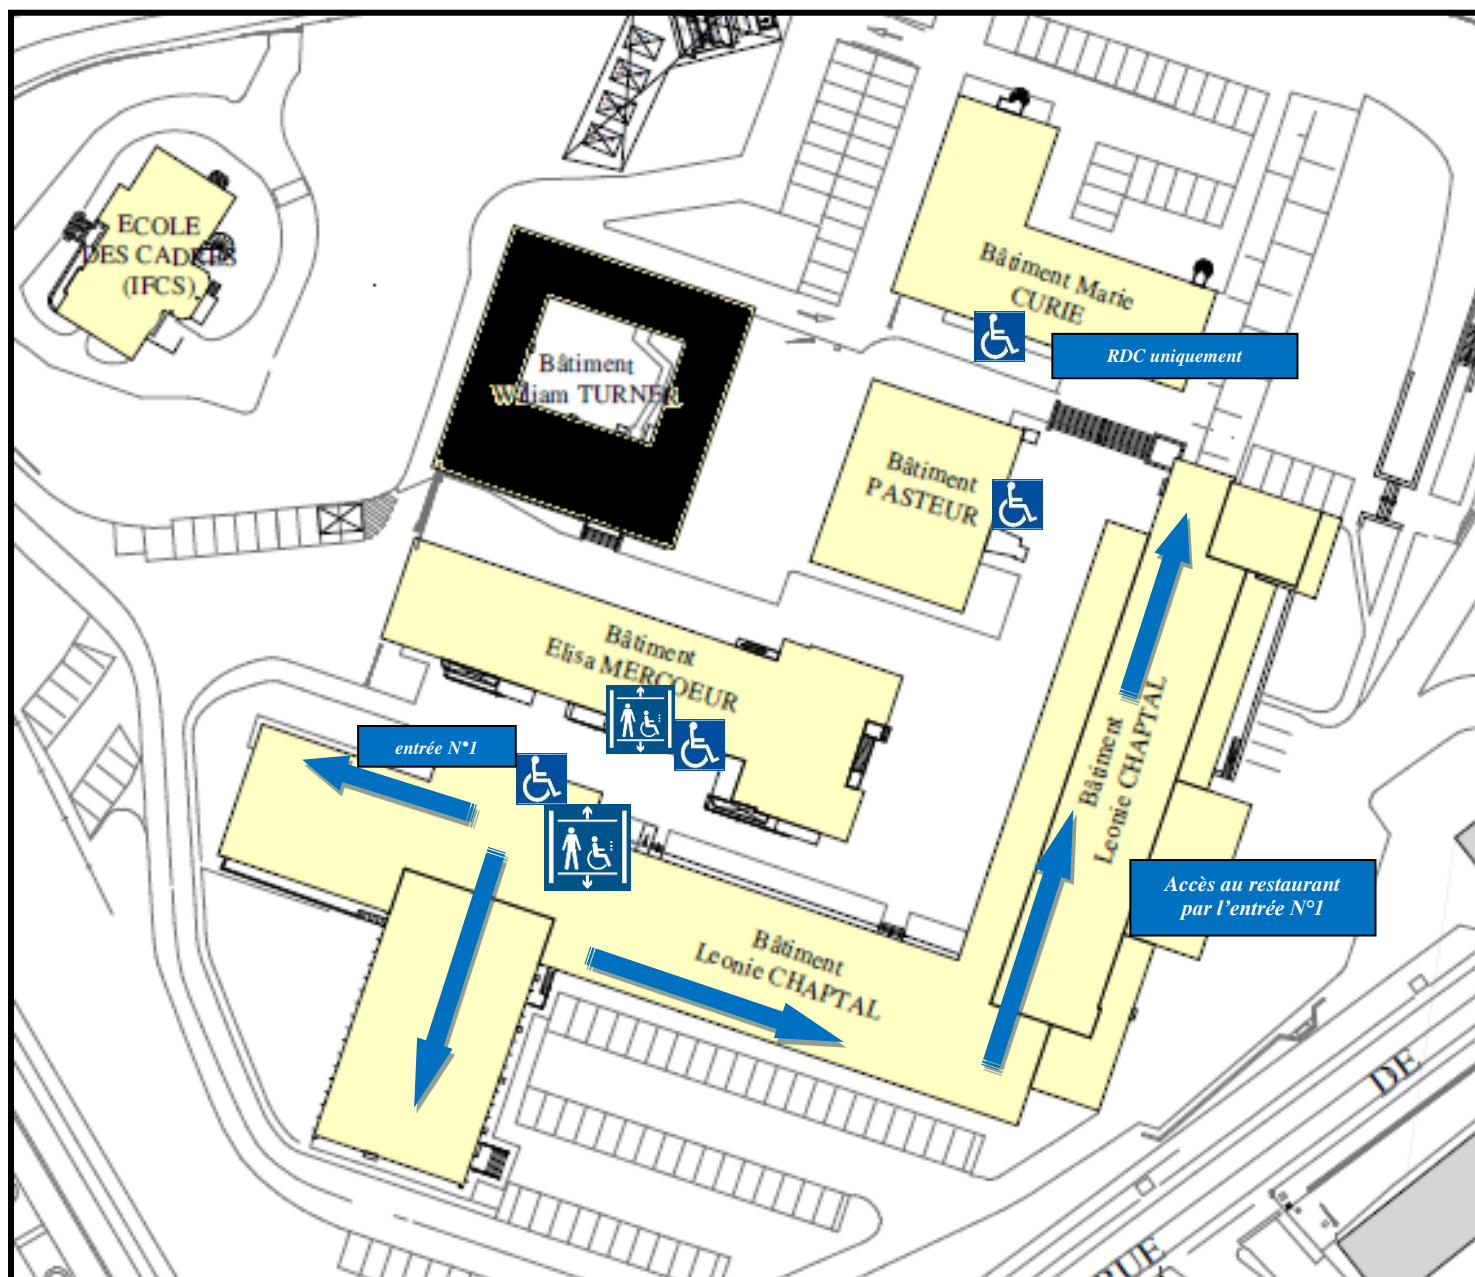 ECOLE
DES CADRES
(IFCS)
Bâtiment
William TURNER
Bâtiment Marie
CURIE
RDC uniquement
Bâtiment
PASTEUR
Bâtiment
Elisa MERCOEUR
entrée N°1
Bâtiment
Leonie CHAPTAL
Accès au restaurant
par l'entrée N°1
Bâtiment
Leonie CHAPTAL
RUE DE